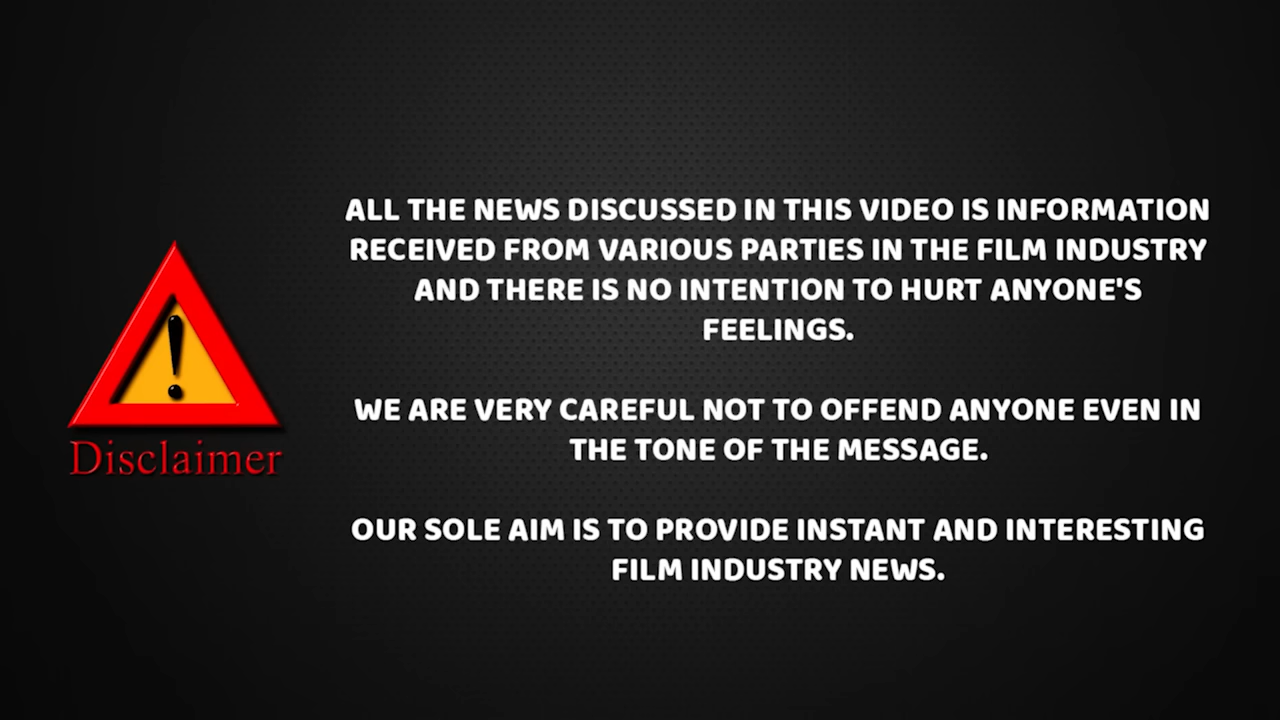 ALL THE NEWS DISCUSSED IN THIS VIDEO IS INFORMATION
RECEIVED FROM VARIOUS PARTIES IN THE FILM INDUSTRY
AND THERE IS NO INTENTION TO HURT ANYONE'S
FEELINGS.
WE ARE VERY CAREFUL NOT TO OFFEND ANYONE EVEN IN
THE TONE OF THE MESSAGE.
OUR SOLE AIM IS TO PROVIDE INSTANT AND INTERESTING
FILM INDUSTRY NEWS.
!
Disclaimer